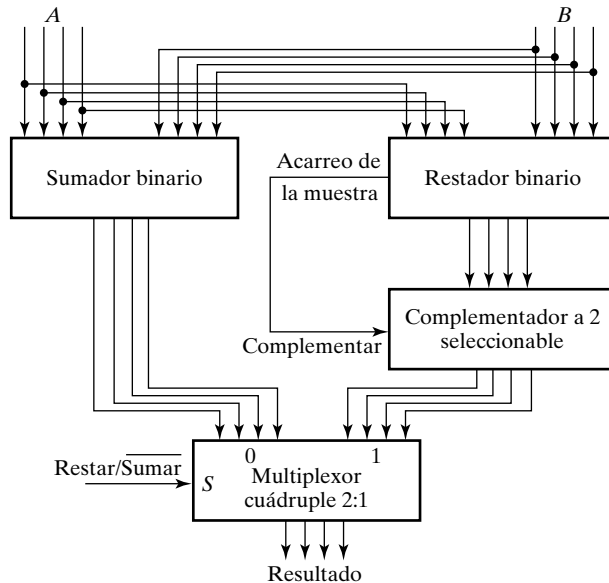 A
B
Sumador binario
Acarreo de
la muestra
Restador binario
Complementar
Complementador a 2
seleccionable
Restar/Sumar
S
0
1
Multiplexor
cuádruple 2:1
Resultado